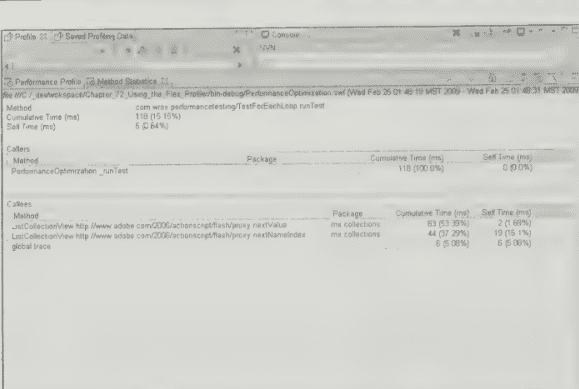 Profile Saved Profiling Data Console
SVN
Performance Profile Method Statistics
file:///C:/_dev/workspace/Chapter_72_Using_the_Flex_Profiler/bin-debug/PerformanceOptimization.swf (Wed Feb 25 01:48:19 MST 2009 - Wed Feb 25 01:48:31 MST 2009
Method com.wrox.performancetesting/TestForEachLoop.runTest
Cumulative Time (ms) 118 (15.15%)
Self Time (ms) 5 (0.64%)
Callers
Method Package Cumulative Time (ms) Self Time (ms)
PerformanceOptimization._runTest 118 (100.0%) 0 (0.0%)
Callees
Method Package Cumulative Time (ms) Self Time (ms)
ListCollectionView.http://www.adobe.com/2006/actionscript/flash/proxy:nextValue mx.collections 63 (53.39%) 2 (1.69%)
ListCollectionView.http://www.adobe.com/2006/actionscript/flash/proxy:nextNameIndex mx.collections 44 (37.29%) 19 (16.1%)
global.trace 6 (5.08%) 6 (5.08%)